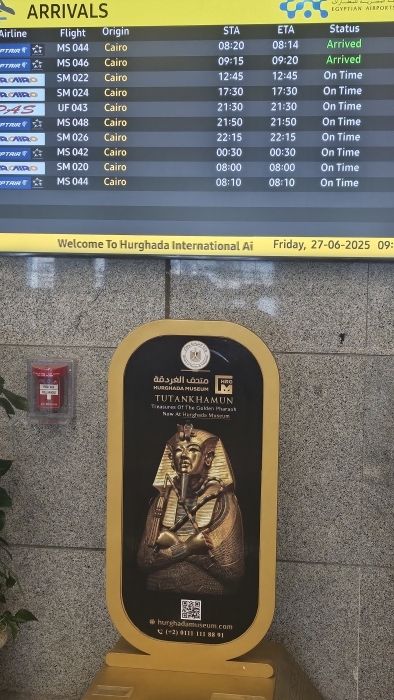 ARRIVALS
EGYPTIAN AIRPORTS
Airline Flight Origin STA ETA Status
MS 044 Cairo 08:20 08:14 Arrived
MS 046 Cairo 09:15 09:20 Arrived
SM 022 Cairo 12:45 12:45 On Time
SM 024 Cairo 17:30 17:30 On Time
UF 043 Cairo 21:30 21:30 On Time
MS 048 Cairo 21:50 21:50 On Time
SM 026 Cairo 22:15 22:15 On Time
MS 042 Cairo 00:30 00:30 On Time
SM 020 Cairo 08:00 08:00 On Time
MS 044 Cairo 08:10 08:10 On Time
Welcome To Hurghada International Ai Friday, 27-06-2025 09:
متحف الغردقة
HURGHADA MUSEUM
TUTANKHAMUN
Treasures Of The Golden Pharaoh
Now At Hurghada Museum
hurghadamuseum.com
(+2) 0111 111 88 91